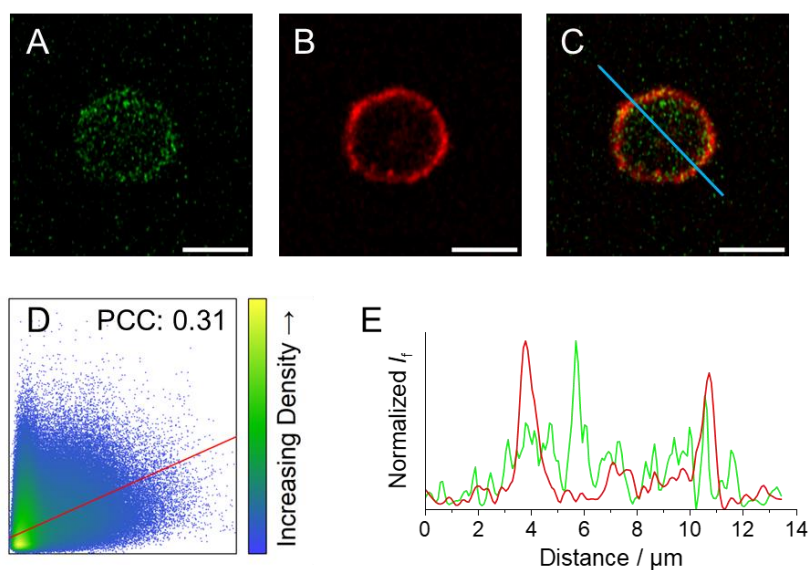 A
B
C
D
PCC: 0.31
Increasing Density →
E
Normalized If
0
2
4
6
8
10
12
14
Distance / µm